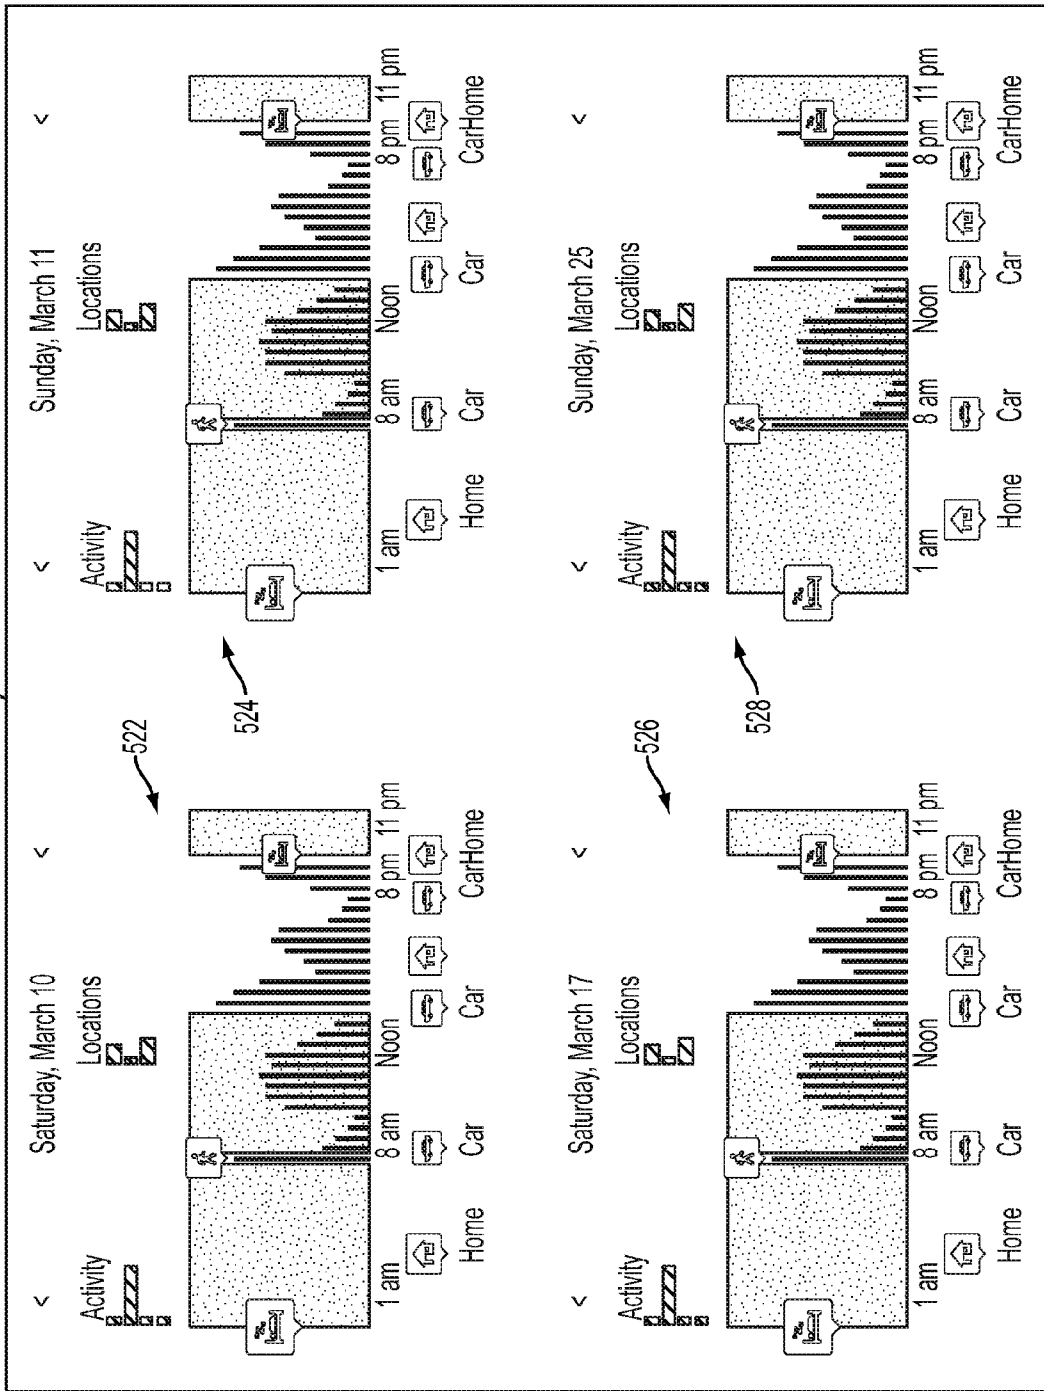 Saturday, March 10
Activity
Locations
1 am
8 am
Noon
8 pm
11 pm
Home
Car
Car
CarHome
522
Sunday, March 11
Activity
Locations
1 am
8 am
Noon
8 pm
11 pm
Home
Car
Car
CarHome
524
Saturday, March 17
Activity
Locations
1 am
8 am
Noon
8 pm
11 pm
Home
Car
Car
CarHome
526
Sunday, March 25
Activity
Locations
1 am
8 am
Noon
8 pm
11 pm
Home
Car
Car
CarHome
528